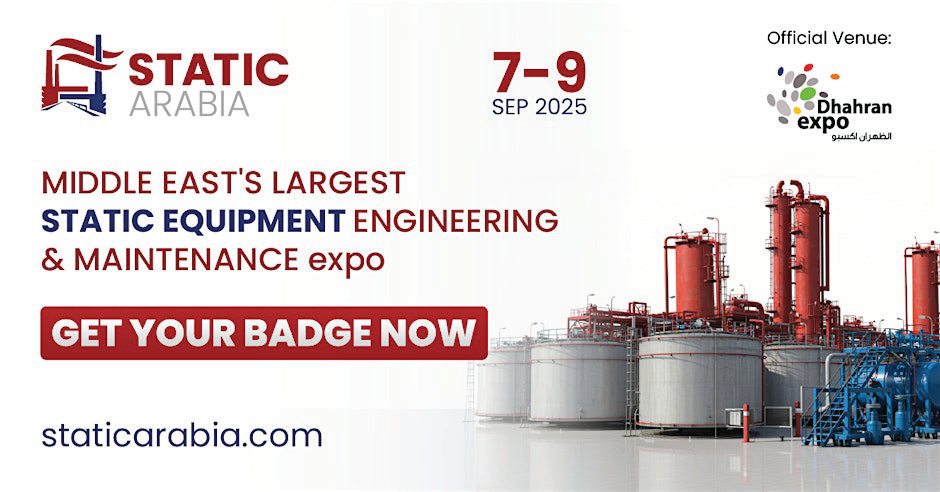 STATIC
ARABIA
7-9
SEP 2025
Official Venue:
Dhahran
expo
الظهران اكسبو
MIDDLE EAST'S LARGEST
STATIC EQUIPMENT ENGINEERING
& MAINTENANCE expo
GET YOUR BADGE NOW
staticarabia.com